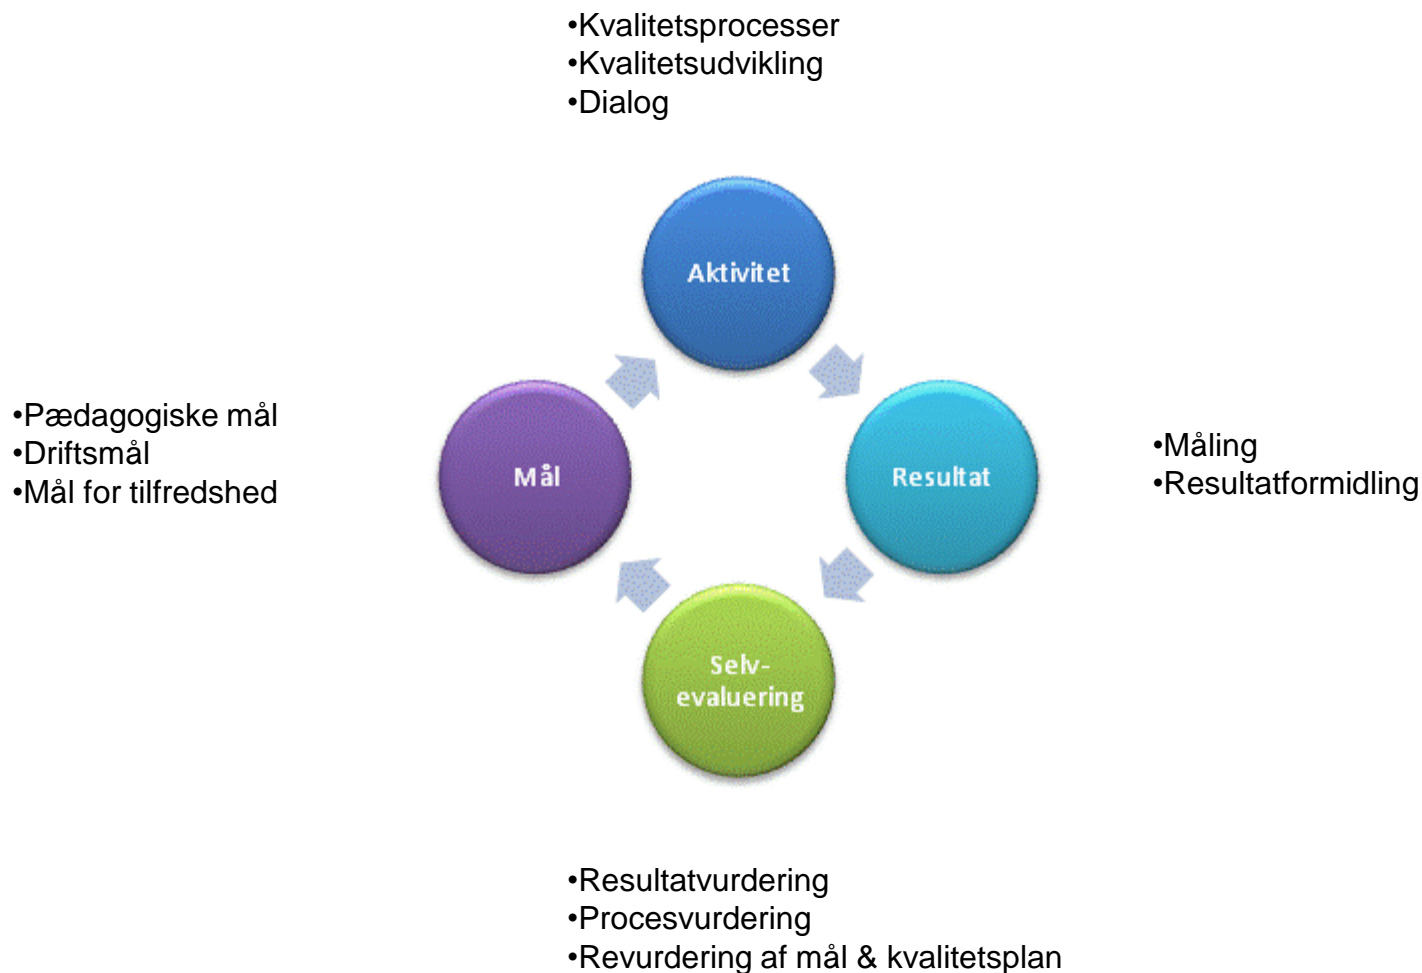 •Kvalitetsprocesser
•Kvalitetsudvikling
•Dialog
Aktivitet
•Pædagogiske mål
•Driftsmål
•Mål for tilfredshed
Mål
Resultat
•Måling
•Resultatformidling
Selv-
evaluering
•Resultatvurdering
•Procesvurdering
•Revurdering af mål & kvalitetsplan